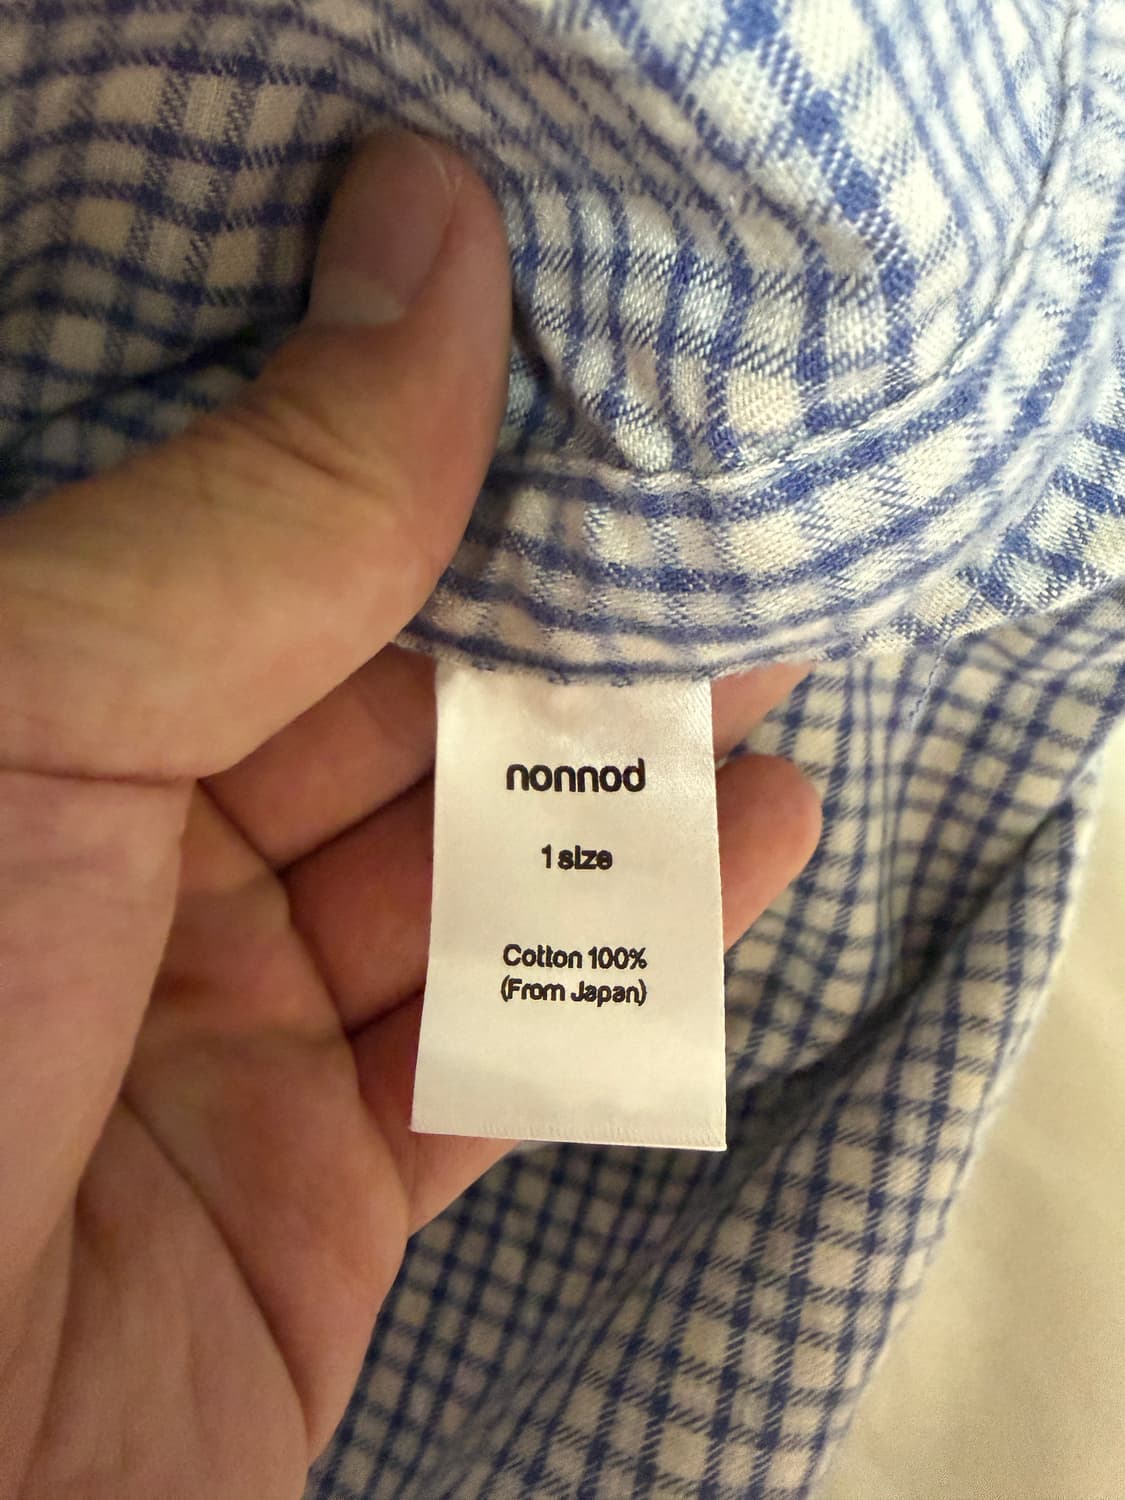 nonnod
1 size
Cotton 100%
(From Japan)